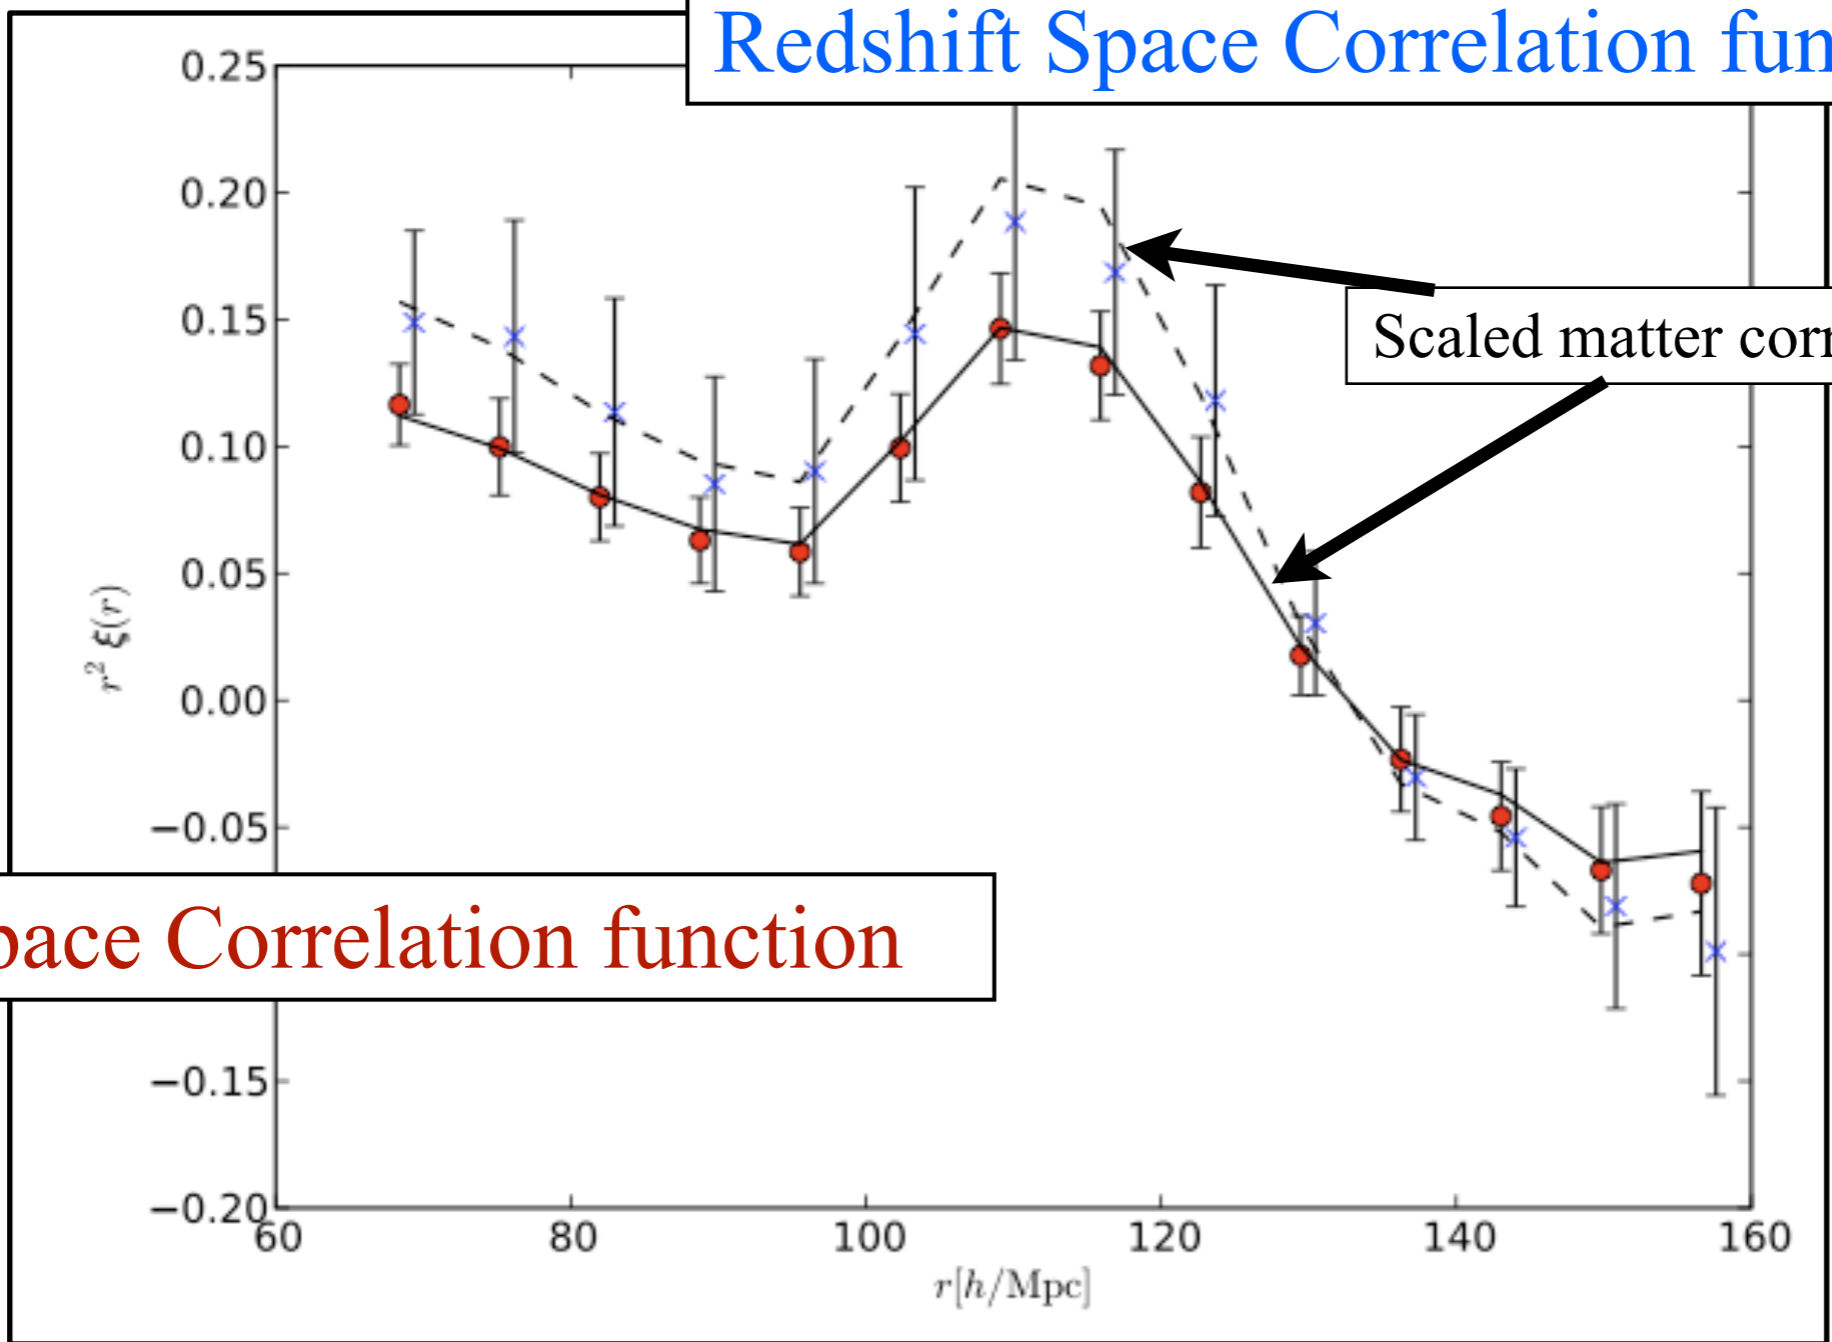 Redshift Space Correlation fun
0.25
0.20
0.15
0.10
0.05
0.00
−0.05
−0.15
−0.20
r² ξ(r)
Scaled matter corr
pace Correlation function
60 80 100 120 140 160
r[h/Mpc]